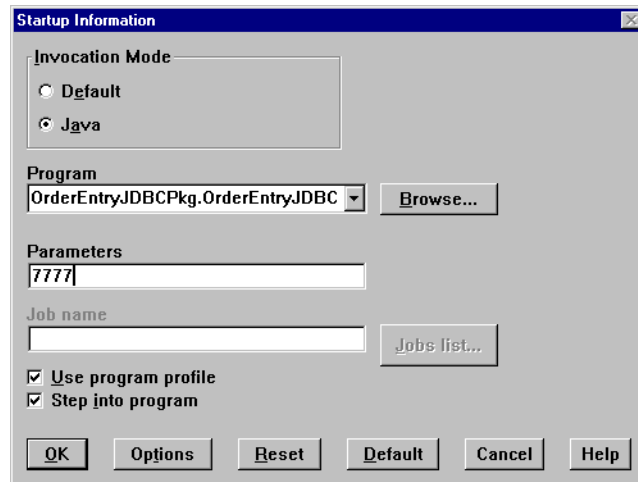 Startup Information
Invocation Mode
Default
Java
Program
OrderEntryJDBCPkg.OrderEntryJDBC
Browse...
Parameters
7777
Job name
Jobs list...
Use program profile
Step into program
OK Options Reset Default Cancel Help